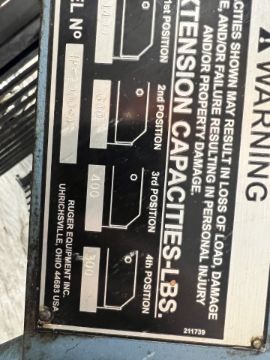 WARNING
CITIES SHOWN MAY RESULT IN LOSS OF LOAD, DAMAGE
E, AND/OR FAILURE RESULTING IN PERSONAL INJURY
AND/OR PROPERTY DAMAGE.
EXTENSION CAPACITIES-LBS.
1st POSITION
2nd POSITION
3rd POSITION
400
4th POSITION
300
EL Nº
RUGER EQUIPMENT INC.
UHRICHSVILLE, OHIO 44683 USA
211739